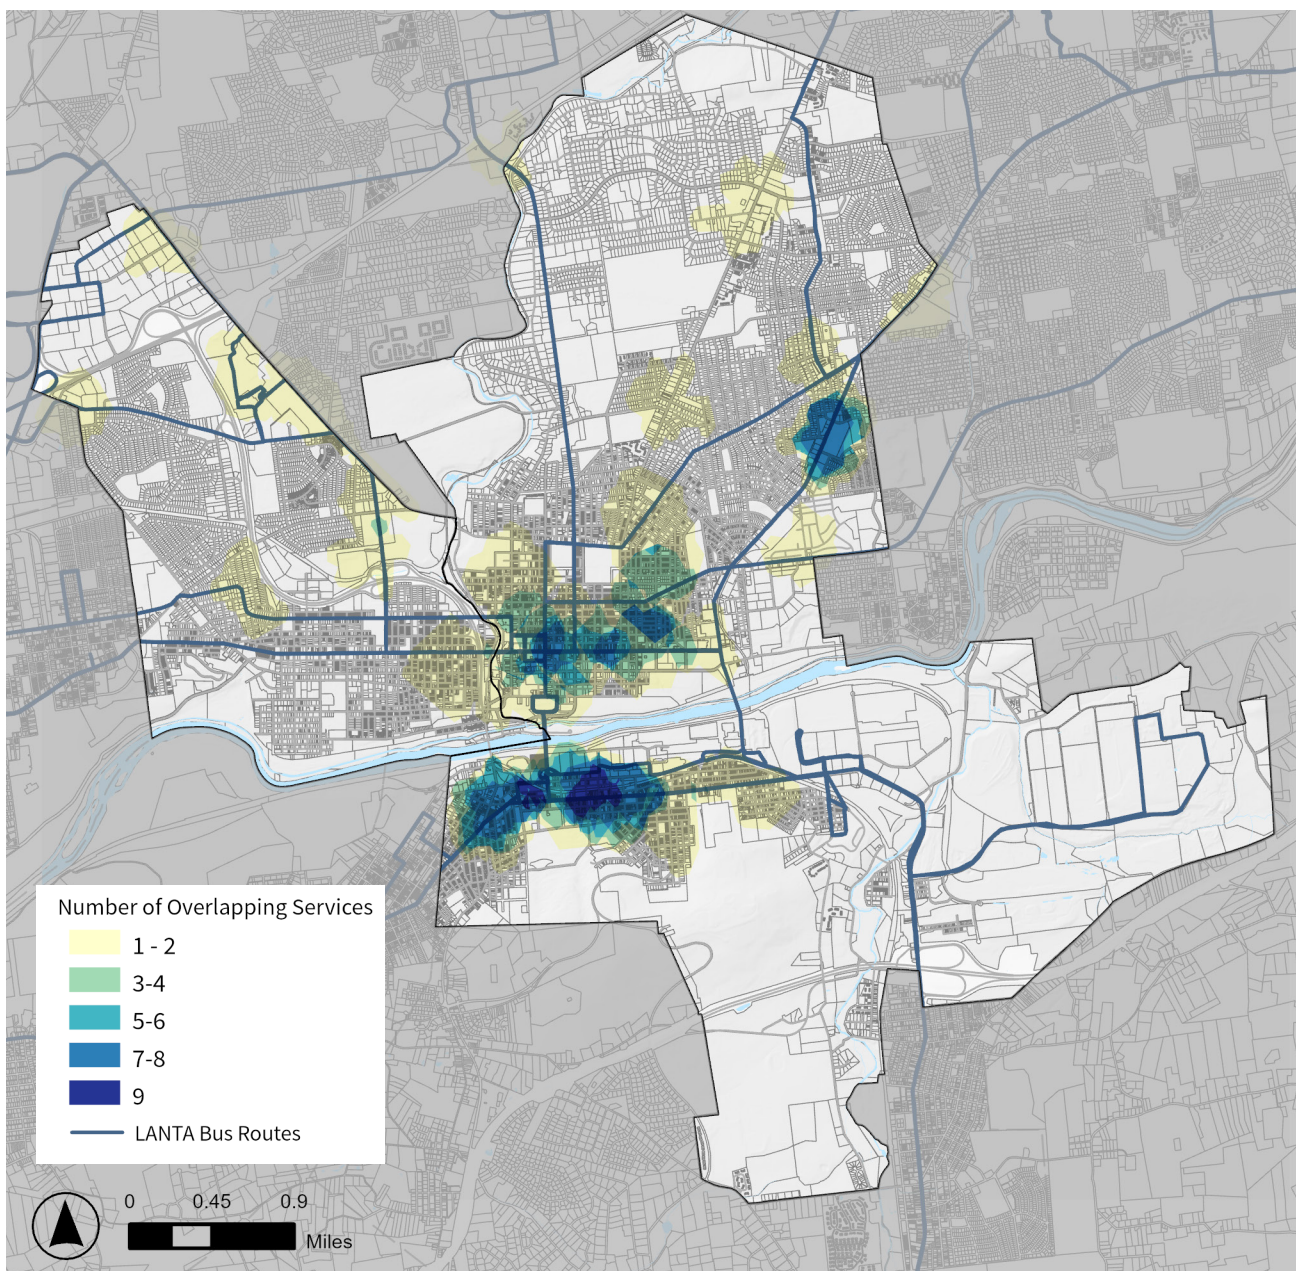 Number of Overlapping Services
1 - 2
3-4
5-6
7-8
9
LANTA Bus Routes
0 0.45 0.9
Miles